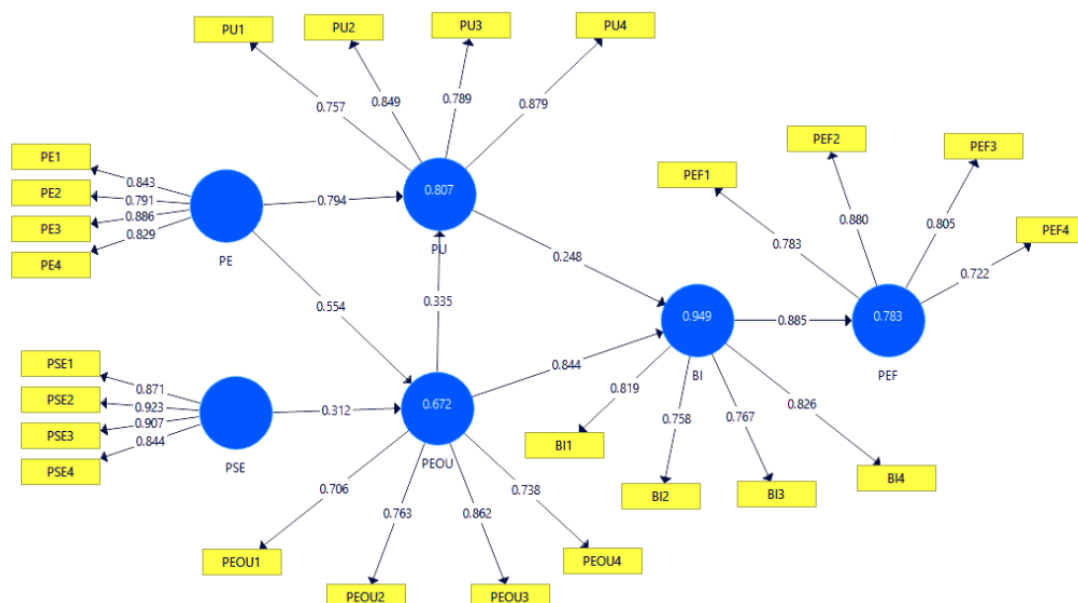 PU1
PU2
PU3
PU4
0.757
0.849
0.789
0.879
PE1
PE2
PE3
PE4
0.843
0.791
0.886
0.829
PE
0.794
0.807
PU
0.554
0.335
0.248
PEF1
PEF2
PEF3
PEF4
0.783
0.880
0.805
0.722
0.949
BI
0.885
0.783
PEF
0.844
PSE1
PSE2
PSE3
PSE4
0.871
0.923
0.907
0.844
PSE
0.312
0.672
PEOU
0.819
0.758
0.767
0.826
BI1
BI2
BI3
BI4
0.706
0.763
0.862
0.738
PEOU1
PEOU2
PEOU3
PEOU4